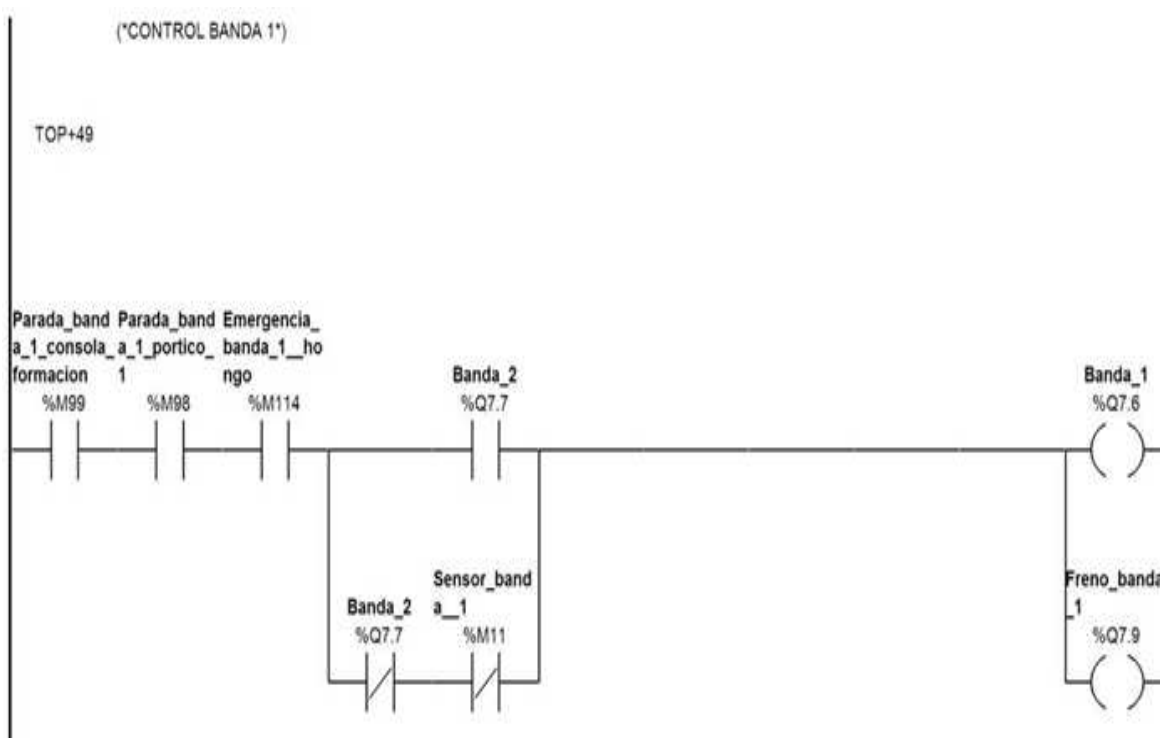 (*CONTROL BANDA 1*)
TOP+49
Parada_band
a_1_consola_
formacion
%M99
Parada_band
a_1_portico_
1
%M98
Emergencia_
banda_1__ho
ngo
%M114
Banda_2
%Q7.7
Banda_1
%Q7.6
Banda_2
%Q7.7
Sensor_band
a__1
%M11
Freno_banda
_1
%Q7.9